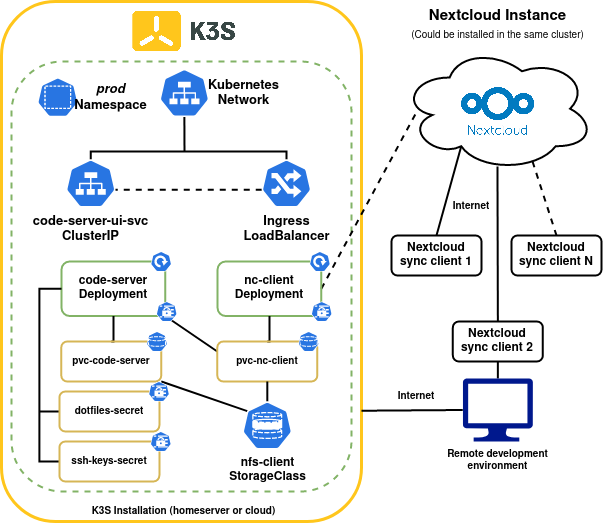 K3S
Nextcloud Instance
(Could be installed in the same cluster)
prod
Namespace
Kubernetes
Network
Nextcloud
code-server-ui-svc
ClusterIP
Ingress
LoadBalancer
Internet
Nextcloud
sync client 1
Nextcloud
sync client N
code-server
Deployment
nc-client
Deployment
Nextcloud
sync client 2
pvc-code-server
pvc-nc-client
Internet
dotfiles-secret
ssh-keys-secret
nfs-client
StorageClass
Remote development
environment
K3S Installation (homeserver or cloud)